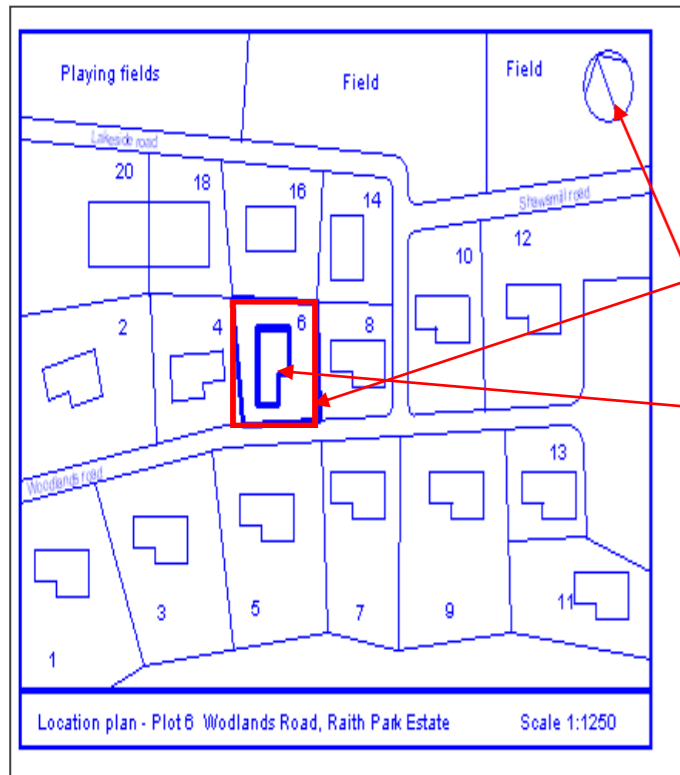 Playing fields
Field
Field
Lakeside road
20
18
16
14
Shawsmill road
12
10
2
4
6
8
Woodlands road
13
1
3
5
7
9
11
Location plan - Plot 6 Wodlands Road, Raith Park Estate
Scale 1:1250